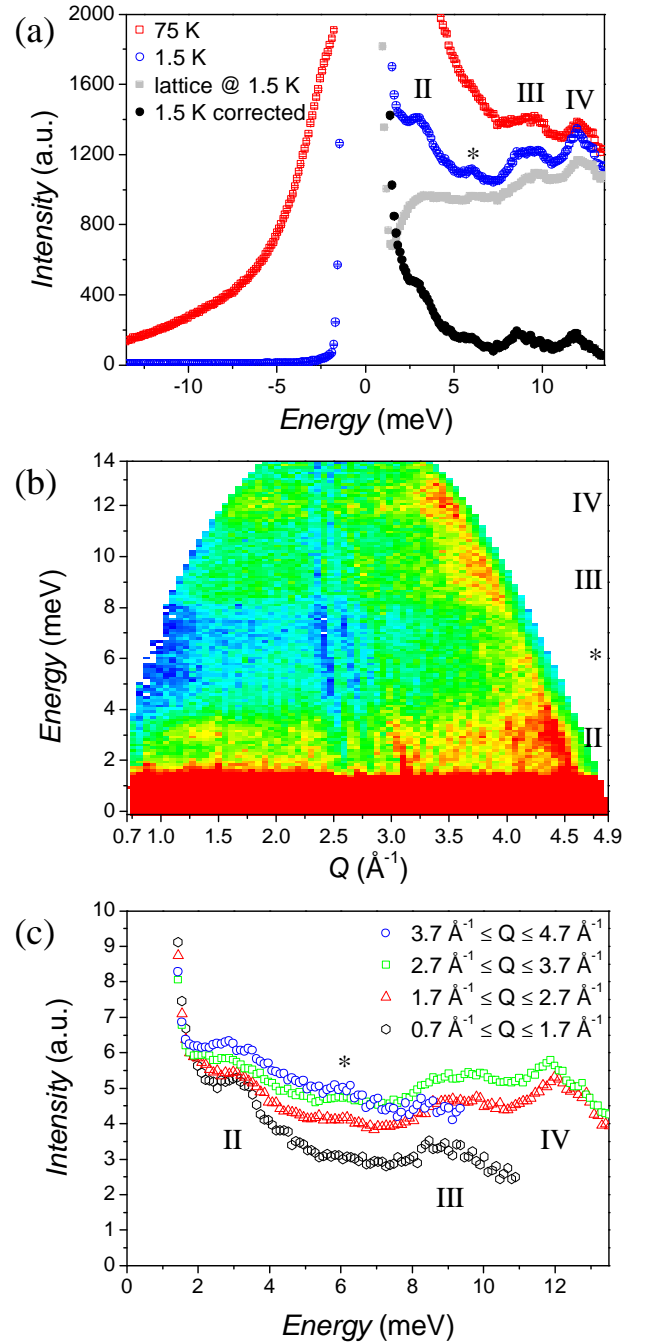 (a)
75 K
1.5 K
lattice @ 1.5 K
1.5 K corrected
II
III
IV
*
2000
1600
1200
800
400
0
Intensity (a.u.)
-10
-5
0
5
10
Energy (meV)
(b)
14
12
10
8
6
4
2
0
Energy (meV)
IV
III
*
II
0.7
1.0
1.5
2.0
2.5
3.0
3.5
4.0
4.5
4.9
Q (Å⁻¹)
(c)
10
9
8
7
6
5
4
3
2
1
0
Intensity (a.u.)
3.7 Å⁻¹ ≤ Q ≤ 4.7 Å⁻¹
2.7 Å⁻¹ ≤ Q ≤ 3.7 Å⁻¹
1.7 Å⁻¹ ≤ Q ≤ 2.7 Å⁻¹
0.7 Å⁻¹ ≤ Q ≤ 1.7 Å⁻¹
*
II
III
IV
0
2
4
6
8
10
12
Energy (meV)